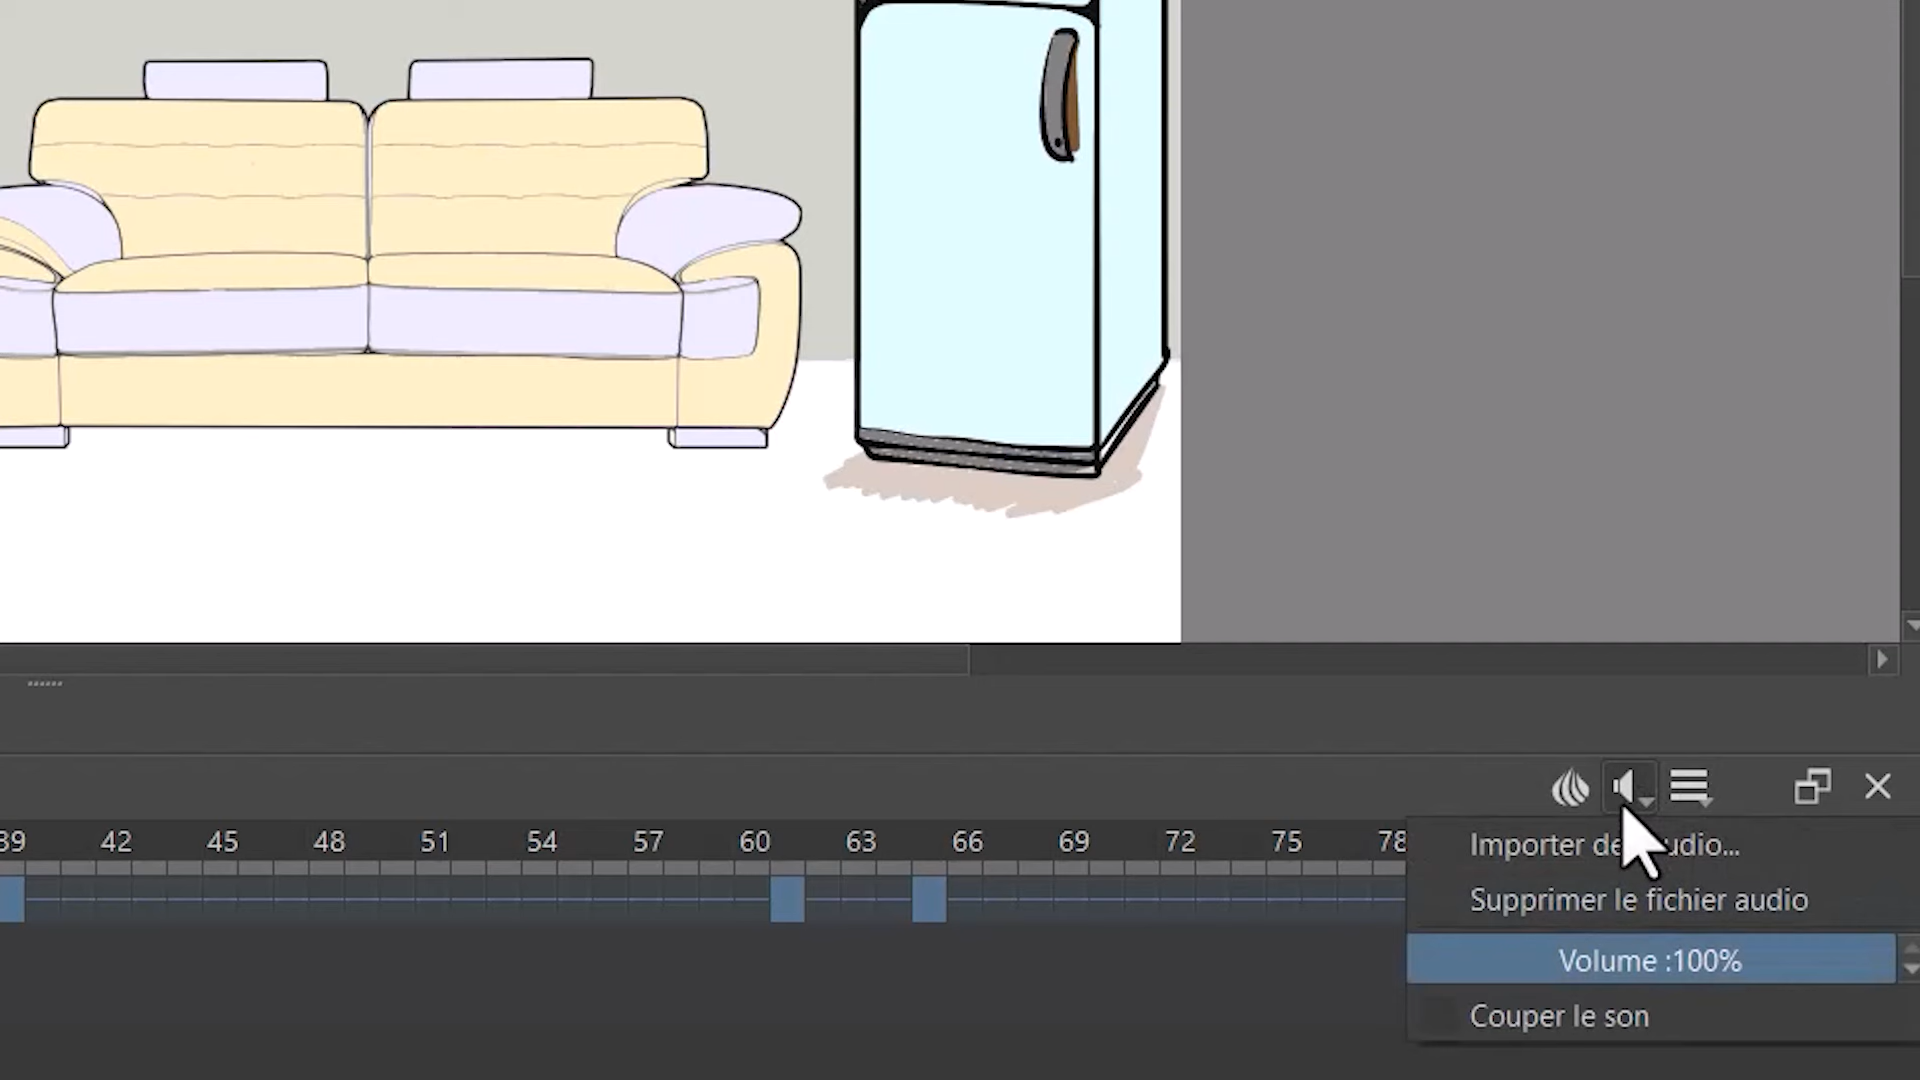 39 42 45 48 51 54 57 60 63 66 69 72 75 78
Importer de udio...
Supprimer le fichier audio
Volume :100%
Couper le son